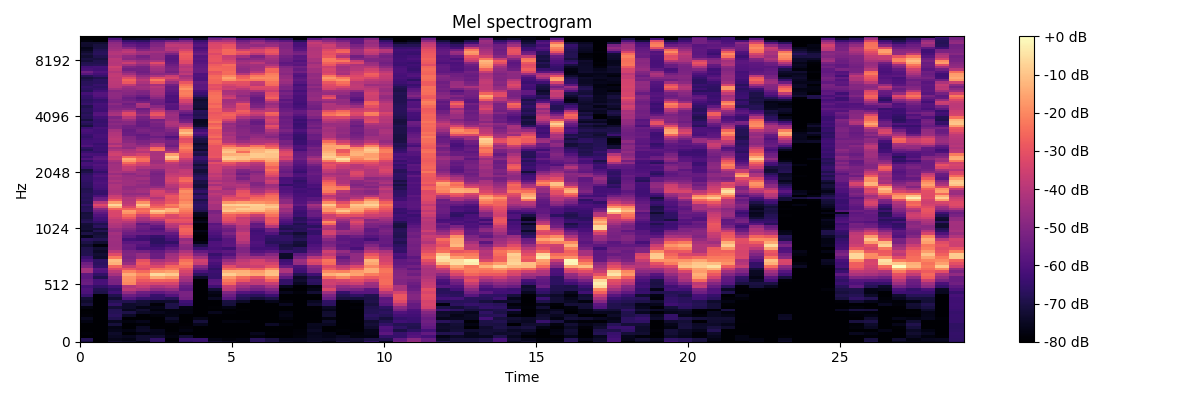 Mel spectrogram
Hz
8192
4096
2048
1024
512
0
0 5 10 15 20 25
Time
+0 dB
-10 dB
-20 dB
-30 dB
-40 dB
-50 dB
-60 dB
-70 dB
-80 dB